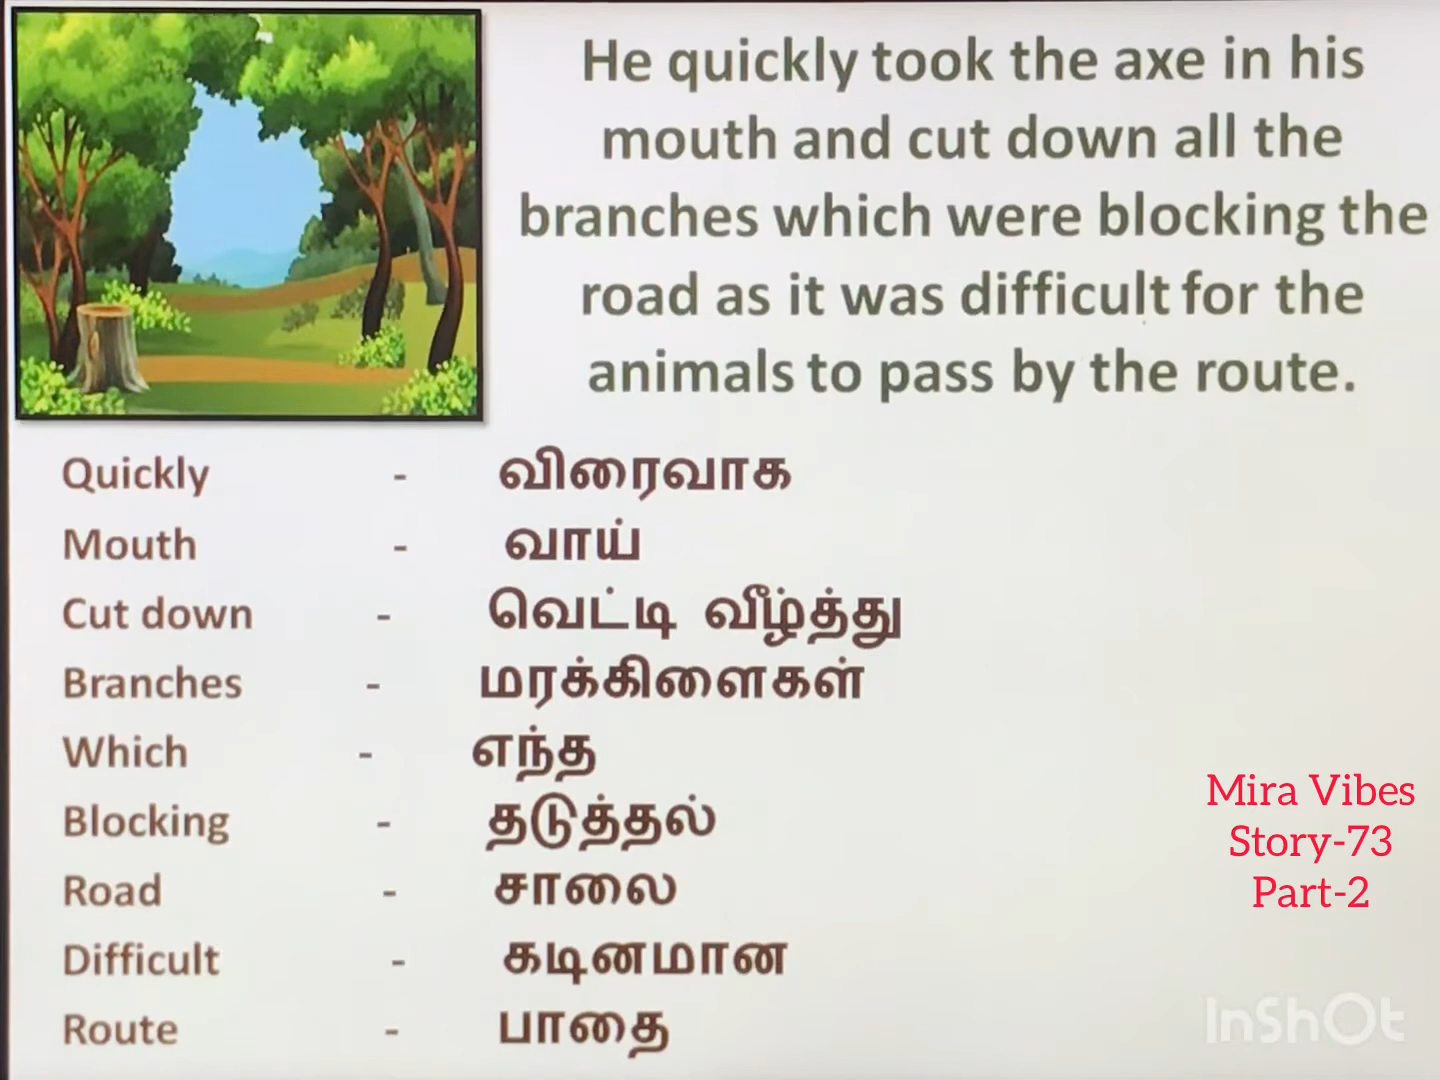 He quickly took the axe in his
mouth and cut down all the
branches which were blocking the
road as it was difficult for the
animals to pass by the route.
Quickly - விரைவாக
Mouth - வாய்
Cut down - வெட்டி வீழ்த்து
Branches - மரக்கிளைகள்
Which - எந்த
Blocking - தடுத்தல்
Road - சாலை
Difficult - கடினமான
Route - பாதை
Mira Vibes
Story-73
Part-2
InShOt